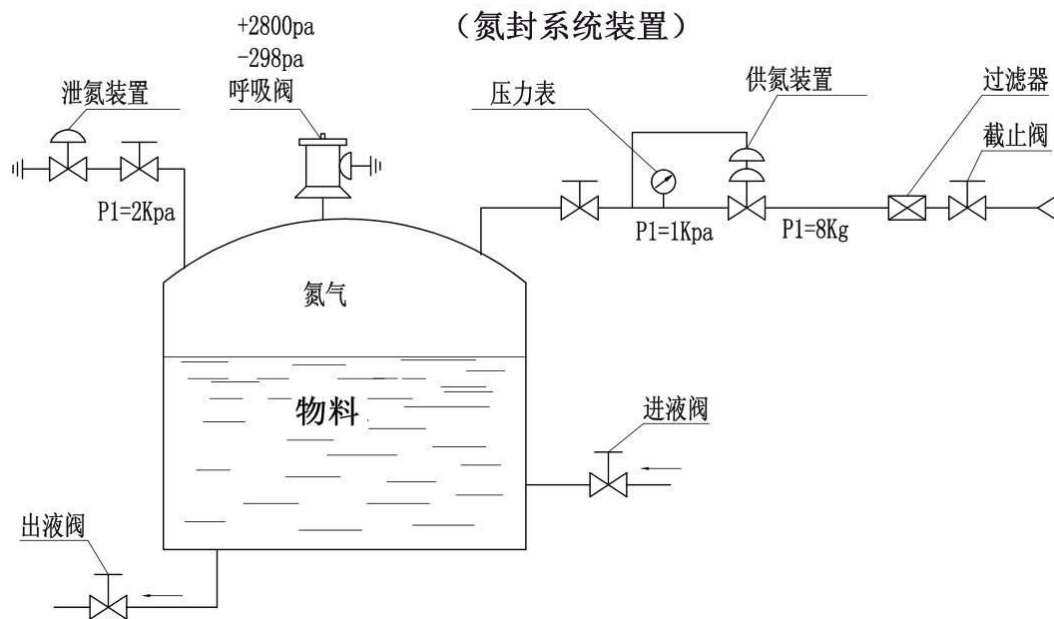 （氮封系统装置）
+2800pa
-298pa
呼吸阀
泄氮装置
压力表
供氮装置
过滤器
截止阀
P1=2Kpa
P1=1Kpa
P1=8Kg
氮气
物料
进液阀
出液阀